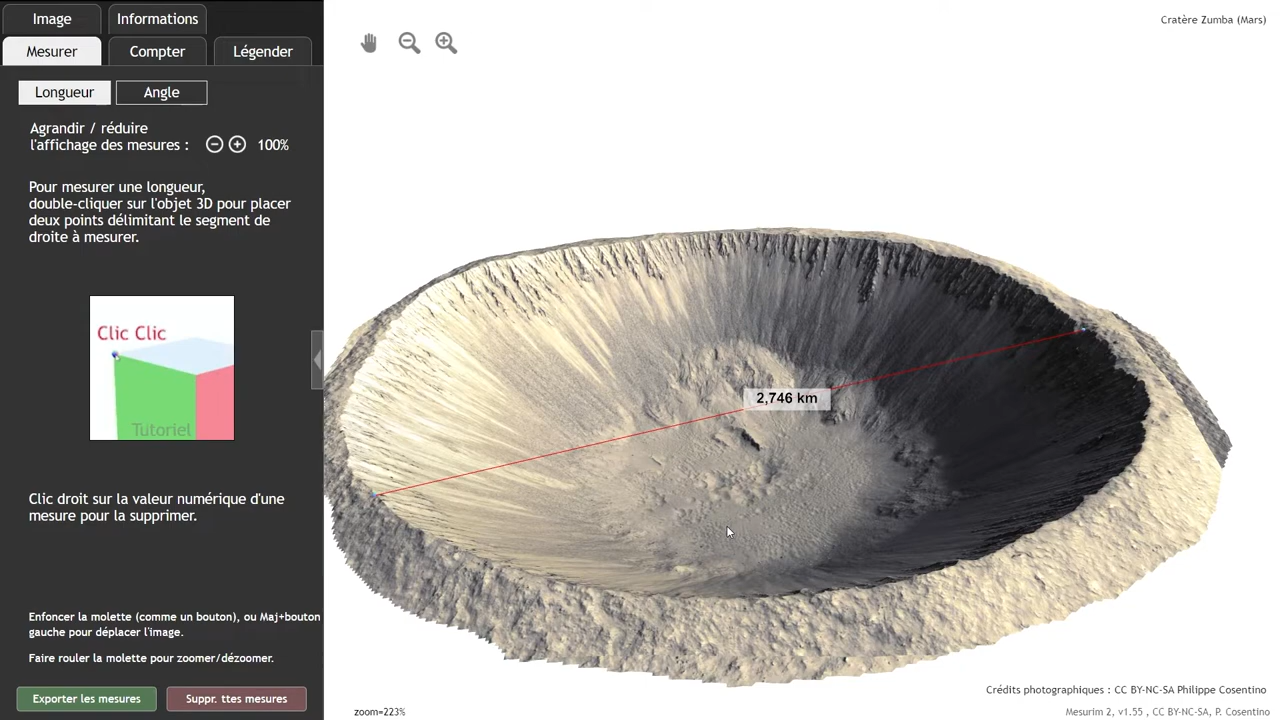 Image
Informations
Mesurer
Compter
Légender
Longueur
Angle
Agrandir / réduire
l'affichage des mesures :
100%
Pour mesurer une longueur,
double-cliquer sur l'objet 3D pour placer
deux points délimitant le segment de
droite à mesurer.
Clic Clic
Tutoriel
Clic droit sur la valeur numérique d'une
mesure pour la supprimer.
Enfoncer la molette (comme un bouton), ou Maj+bouton
gauche pour déplacer l'image.
Faire rouler la molette pour zoomer/dézoomer.
Exporter les mesures
Suppr. ttes mesures
Cratère Zumba (Mars)
2,746 km
Crédits photographiques : CC BY-NC-SA Philippe Cosentino
zoom=223%
Mesurim 2, v1.55 , CC BY-NC-SA, P. Cosentino